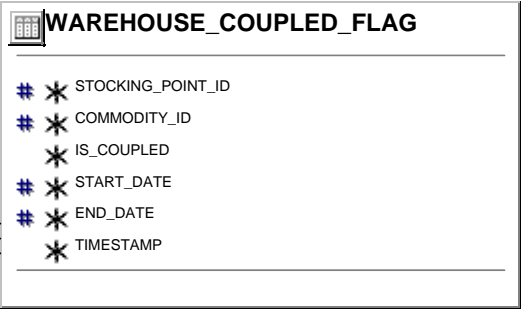 WAREHOUSE_COUPLED_FLAG
# * STOCKING_POINT_ID
# * COMMODITY_ID
* IS_COUPLED
# * START_DATE
# * END_DATE
* TIMESTAMP